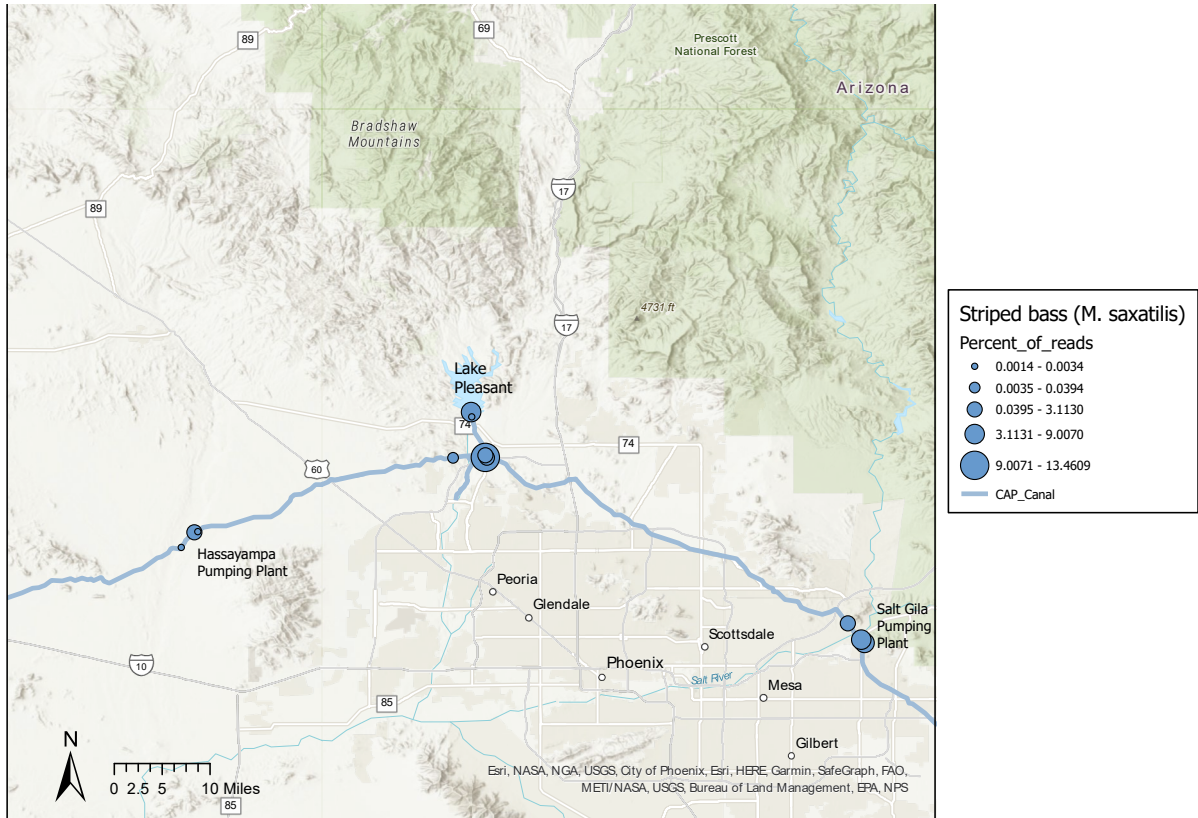 89
69
Prescott
National Forest
Arizona
Bradshaw
Mountains
17
89
4731 ft
17
Lake
Pleasant
74
74
60
Hassayampa
Pumping Plant
Peoria
Glendale
Salt Gila
Pumping
Plant
Scottsdale
10
Phoenix
Salt River
Mesa
85
Gilbert
N
0 2.5 5 10 Miles
85
Esri, NASA, NGA, USGS, City of Phoenix, Esri, HERE, Garmin, SafeGraph, FAO,
METI/NASA, USGS, Bureau of Land Management, EPA, NPS
Striped bass (M. saxatilis)
Percent_of_reads
0.0014 - 0.0034
0.0035 - 0.0394
0.0395 - 3.1130
3.1131 - 9.0070
9.0071 - 13.4609
CAP_Canal